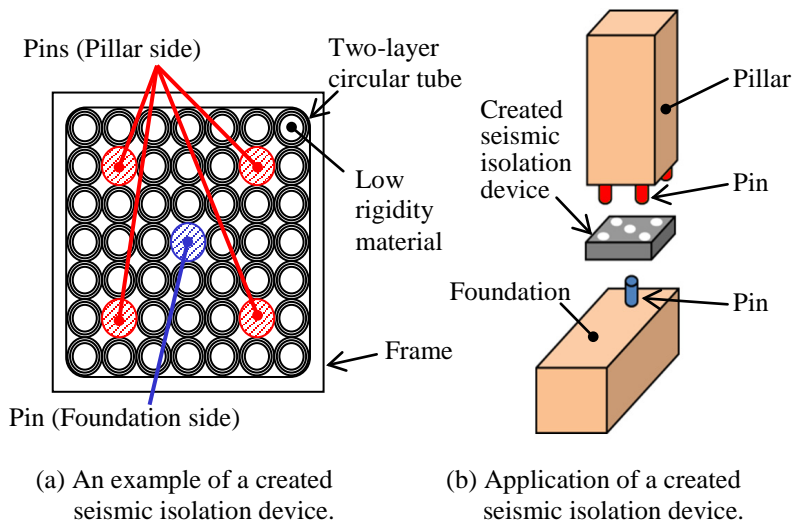 Pins (Pillar side)
Two-layer
circular tube
Low
rigidity
material
Frame
Pin (Foundation side)
(a) An example of a created
seismic isolation device.
Pillar
Created
seismic
isolation
device
Pin
Foundation
Pin
(b) Application of a created
seismic isolation device.